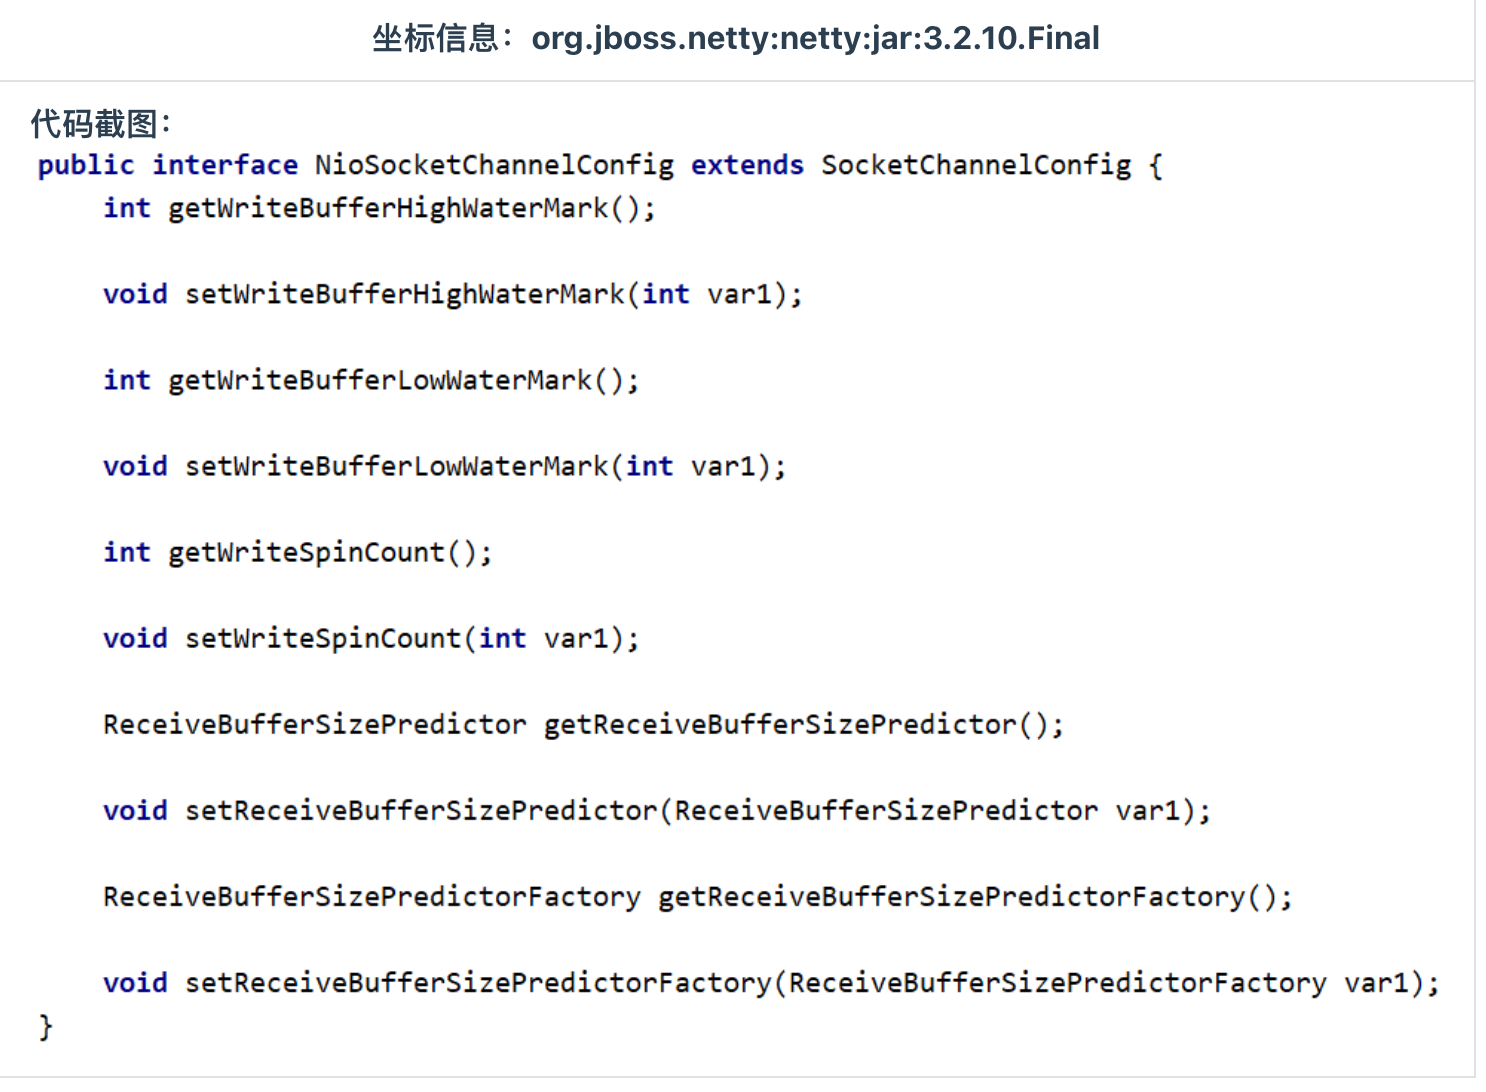 坐标信息：org.jboss.netty:netty:jar:3.2.10.Final
代码截图：
public interface NioSocketChannelConfig extends SocketChannelConfig {
    int getWriteBufferHighWaterMark();
    void setWriteBufferHighWaterMark(int var1);
    int getWriteBufferLowWaterMark();
    void setWriteBufferLowWaterMark(int var1);
    int getWriteSpinCount();
    void setWriteSpinCount(int var1);
    ReceiveBufferSizePredictor getReceiveBufferSizePredictor();
    void setReceiveBufferSizePredictor(ReceiveBufferSizePredictor var1);
    ReceiveBufferSizePredictorFactory getReceiveBufferSizePredictorFactory();
    void setReceiveBufferSizePredictorFactory(ReceiveBufferSizePredictorFactory var1);
}